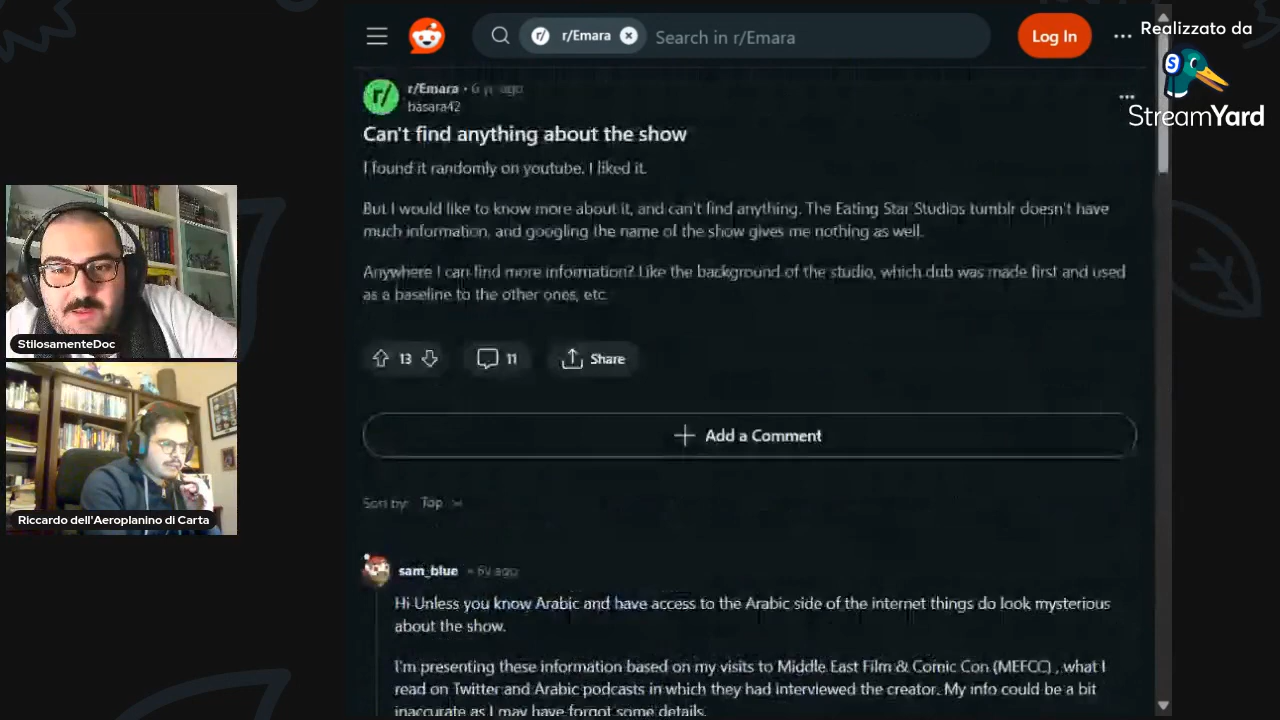 r/Emara
Search in r/Emara
Log In
Realizzato da
StreamYard
r/Emara • 6 yr. ago
basara42
Can't find anything about the show
I found it randomly on youtube. I liked it.
But I would like to know more about it, and can't find anything. The Eating Star Studios tumblr doesn't have
much information, and googling the name of the show gives me nothing as well.
Anywhere I can find more information? Like the background of the studio, which dub was made first and used
as a baseline to the other ones, etc.
13
11
Share
Add a Comment
Sort by: Top
sam_blue • 6y ago
Hi Unless you know Arabic and have access to the Arabic side of the internet things do look mysterious
about the show.
I'm presenting these information based on my visits to Middle East Film & Comic Con (MEFCC) , what I
read on Twitter and Arabic podcasts in which they had interviewed the creator. My info could be a bit
inaccurate as I may have forgot some details.
StilosamenteDoc
Riccardo dell'Aeroplanino di Carta